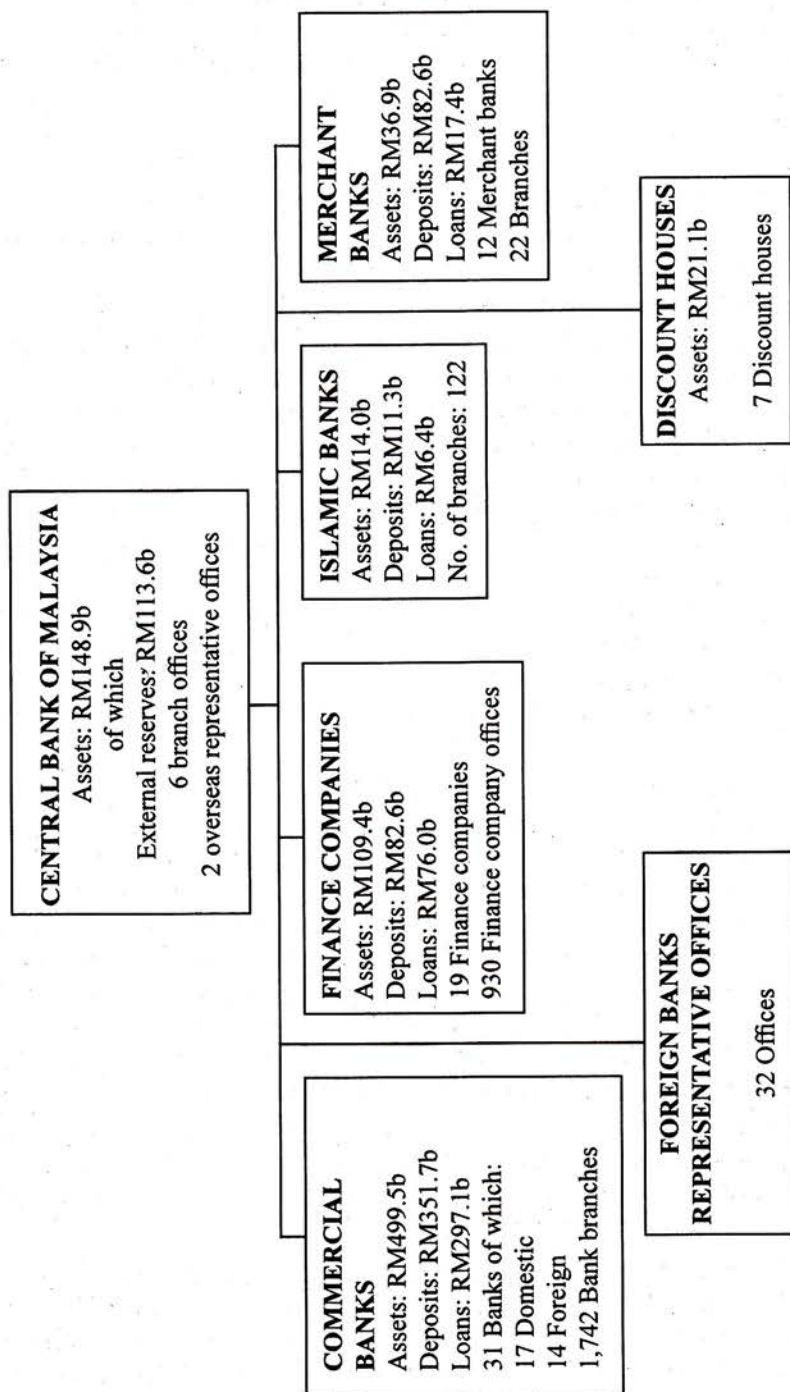 CENTRAL BANK OF MALAYSIA
Assets: RM148.9b
of which
External reserves: RM113.6b
6 branch offices
2 overseas representative offices
COMMERCIAL
BANKS
Assets: RM499.5b
Deposits: RM351.7b
Loans: RM297.1b
31 Banks of which:
17 Domestic
14 Foreign
1,742 Bank branches
FINANCE COMPANIES
Assets: RM109.4b
Deposits: RM82.6b
Loans: RM76.0b
19 Finance companies
930 Finance company offices
ISLAMIC BANKS
Assets: RM14.0b
Deposits: RM11.3b
Loans: RM6.4b
No. of branches: 122
MERCHANT
BANKS
Assets: RM36.9b
Deposits: RM82.6b
Loans: RM17.4b
12 Merchant banks
22 Branches
FOREIGN BANKS
REPRESENTATIVE OFFICES
32 Offices
DISCOUNT HOUSES
Assets: RM21.1b
7 Discount houses